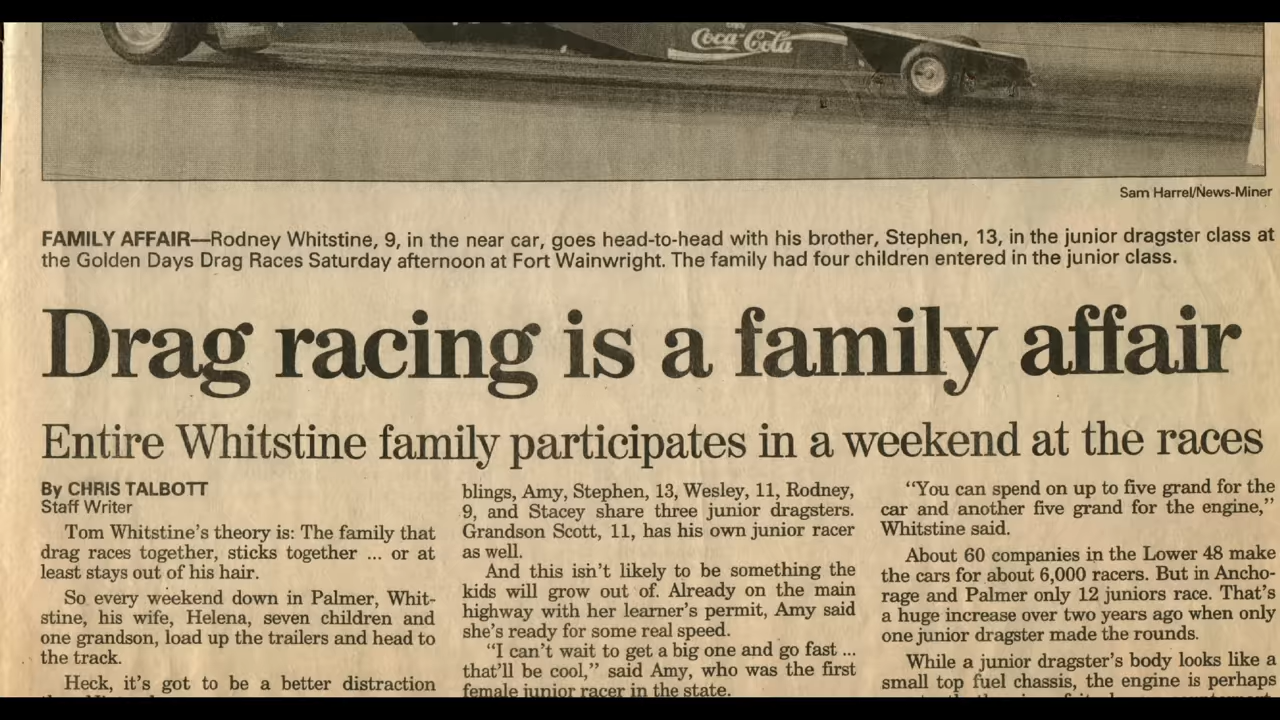 Coca-Cola
Sam Harrel/News-Miner
FAMILY AFFAIR—Rodney Whitstine, 9, in the near car, goes head-to-head with his brother, Stephen, 13, in the junior dragster class at
the Golden Days Drag Races Saturday afternoon at Fort Wainwright. The family had four children entered in the junior class.
Drag racing is a family affair
Entire Whitstine family participates in a weekend at the races
By CHRIS TALBOTT
Staff Writer
Tom Whitstine's theory is: The family that
drag races together, sticks together ... or at
least stays out of his hair.
So every weekend down in Palmer, Whit-
stine, his wife, Helena, seven children and
one grandson, load up the trailers and head to
the track.
Heck, it's got to be a better distraction
blings, Amy, Stephen, 13, Wesley, 11, Rodney,
9, and Stacey share three junior dragsters.
Grandson Scott, 11, has his own junior racer
as well.
And this isn't likely to be something the
kids will grow out of. Already on the main
highway with her learner's permit, Amy said
she's ready for some real speed.
"I can't wait to get a big one and go fast ...
that'll be cool," said Amy, who was the first
female junior racer in the state.
"You can spend on up to five grand for the
car and another five grand for the engine,"
Whitstine said.
About 60 companies in the Lower 48 make
the cars for about 6,000 racers. But in Ancho-
rage and Palmer only 12 juniors race. That's
a huge increase over two years ago when only
one junior dragster made the rounds.
While a junior dragster's body looks like a
small top fuel chassis, the engine is perhaps